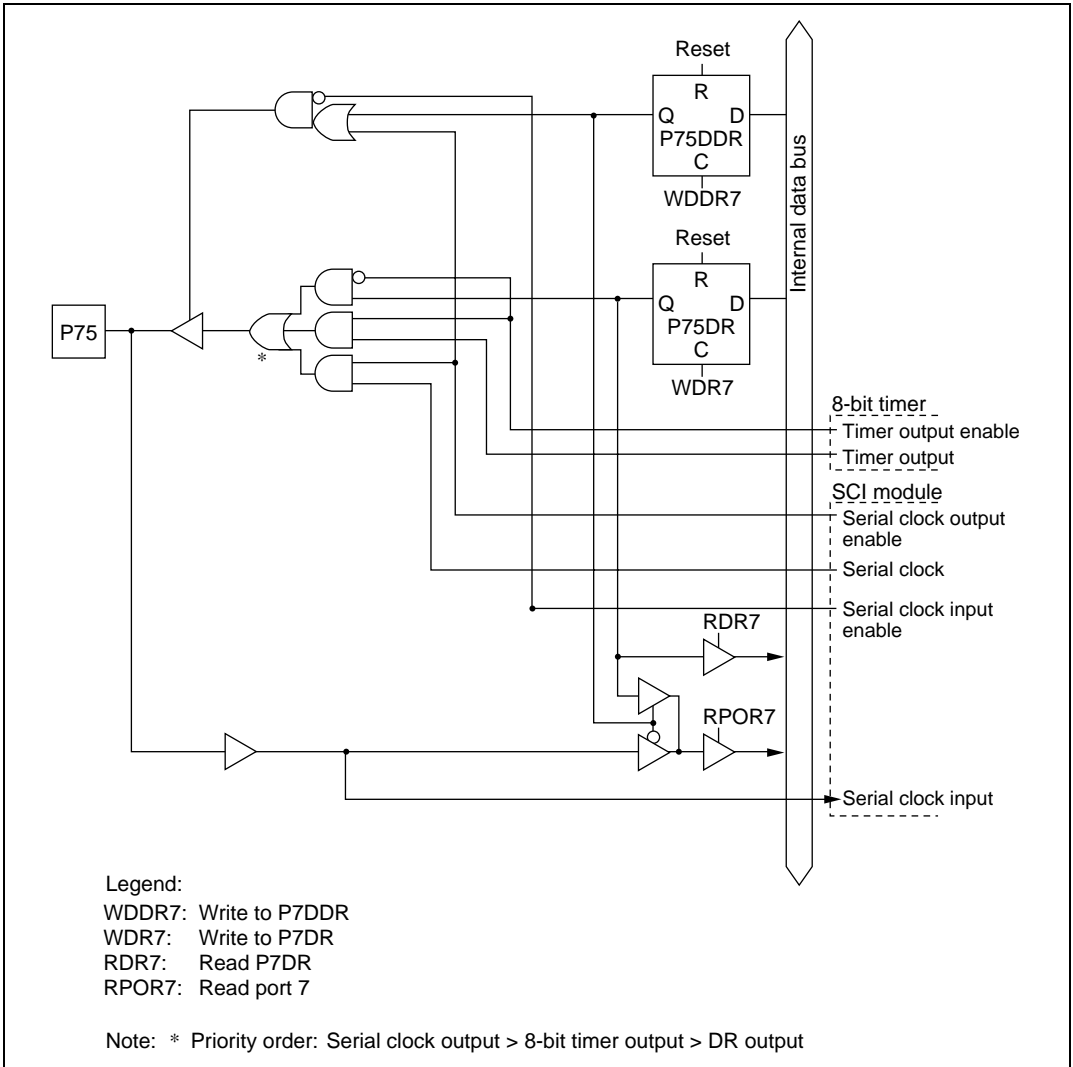 Reset
R
Q D
P75DDR
C
WDDR7
Internal data bus
Reset
R
Q D
P75DR
C
WDR7
P75
*
8-bit timer
Timer output enable
Timer output
SCI module
Serial clock output
enable
Serial clock
Serial clock input
enable
RDR7
RPOR7
Serial clock input
Legend:
WDDR7: Write to P7DDR
WDR7: Write to P7DR
RDR7: Read P7DR
RPOR7: Read port 7
Note: * Priority order: Serial clock output > 8-bit timer output > DR output